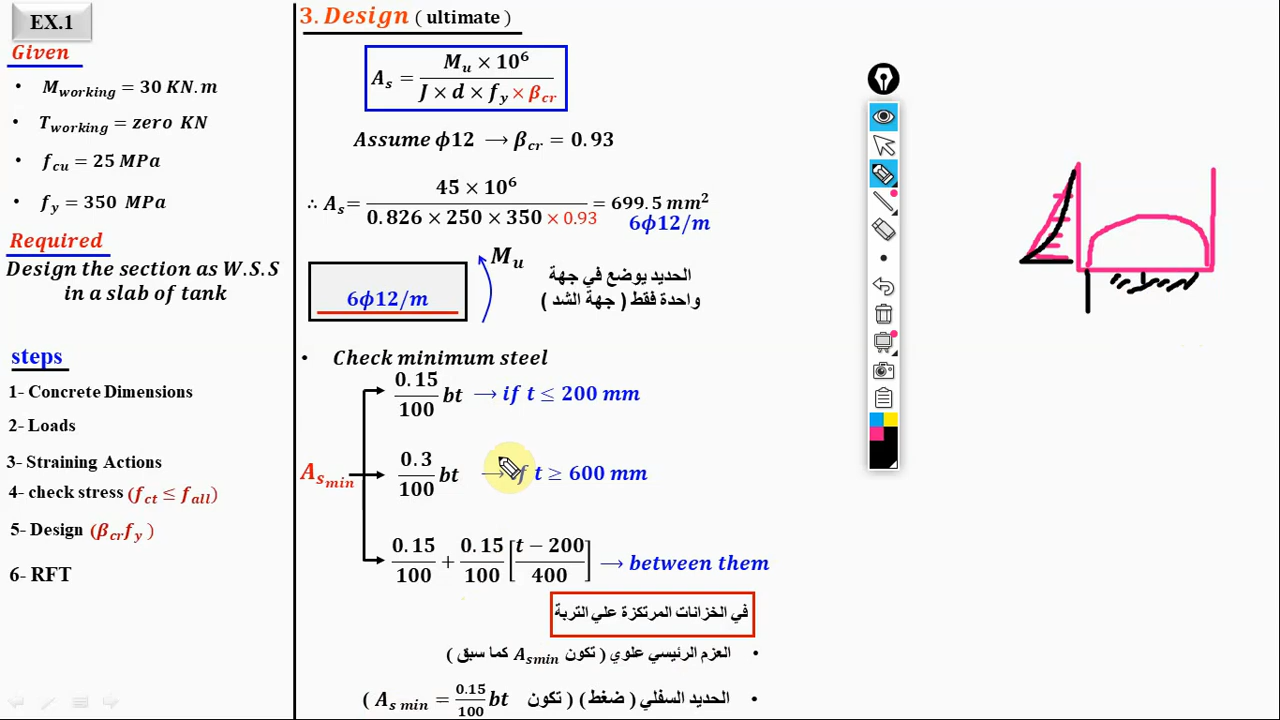 EX.1
Given
• M_working = 30 KN.m
• T_working = zero KN
• f_cu = 25 MPa
• f_y = 350 MPa
Required
Design the section as W.S.S
in a slab of tank
steps
1- Concrete Dimensions
2- Loads
3- Straining Actions
4- check stress (f_ct ≤ f_all)
5- Design (β_cr f_y )
6- RFT
3. Design ( ultimate )
A_s = M_u × 10^6 / J × d × f_y × β_cr
Assume ϕ12 → β_cr = 0.93
∴ A_s = 45 × 10^6 / 0.826 × 250 × 350 × 0.93 = 699.5 mm^2
6ϕ12/m
M_u
6ϕ12/m
الحديد يوضع في جهة
واحدة فقط ( جهة الشد )
• Check minimum steel
0.15/100 bt → if t ≤ 200 mm
A_s min
0.3/100 bt → if t ≥ 600 mm
0.15/100 + 0.15/100 [t − 200/400] → between them
في الخزانات المرتكزة علي التربة
• العزم الرئيسي علوي ( تكون A_smin كما سبق )
• الحديد السفلي ( ضغط) ( تكون A_s min = 0.15/100 bt )